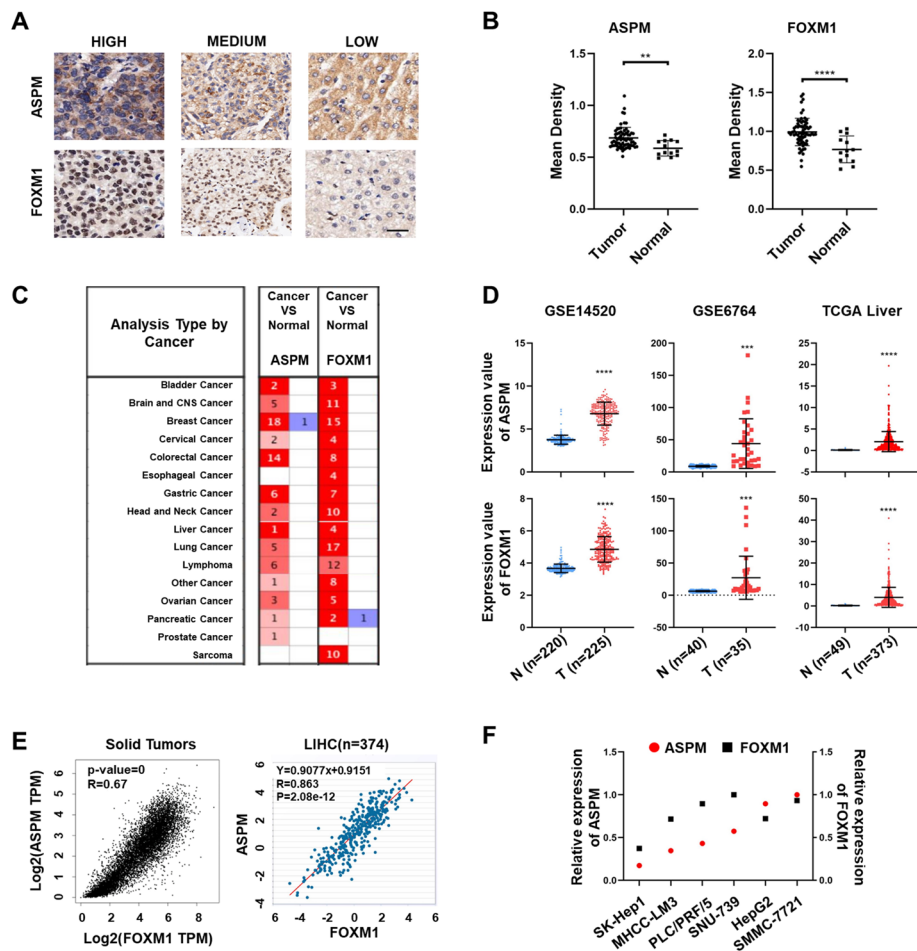 A
HIGH
MEDIUM
LOW
ASPM
FOXM1
B
ASPM
FOXM1
Mean Density
1.5
1.0
0.5
0.0
**
Tumor
Normal
Mean Density
2.0
1.5
1.0
0.5
0.0
****
Tumor
Normal
C
Analysis Type by
Cancer
Cancer
VS
Normal
ASPM
Cancer
VS
Normal
FOXM1
Bladder Cancer 2 3
Brain and CNS Cancer 5 11
Breast Cancer 18 1 15
Cervical Cancer 2 4
Colorectal Cancer 14 8
Esophageal Cancer 4
Gastric Cancer 6 7
Head and Neck Cancer 2 10
Liver Cancer 1 4
Lung Cancer 5 17
Lymphoma 6 12
Other Cancer 1 8
Ovarian Cancer 3 5
Pancreatic Cancer 1 2 1
Prostate Cancer 1
Sarcoma 10
D
GSE14520
GSE6764
TCGA Liver
Expression value
of ASPM
15
10
5
0
****
200
150
100
50
0
***
25
20
15
10
5
0
-5
****
Expression value
of FOXM1
10
8
6
4
2
0
****
150
100
50
0
-50
***
50
40
30
20
10
0
-10
****
N (n=220)
T (n=225)
N (n=40)
T (n=35)
N (n=49)
T (n=373)
E
Solid Tumors
p-value=0
R=0.67
Log2(ASPM TPM)
6
5
4
3
2
1
0
0 2 4 6 8
Log2(FOXM1 TPM)
LIHC(n=374)
Y=0.9077x+0.9151
R=0.863
P=2.08e-12
ASPM
6
4
2
0
-2
-4
-6 -4 -2 0 2 4 6
FOXM1
F
ASPM
FOXM1
Relative expression
of ASPM
1.5
1.0
0.5
0.0
1.5
1.0
0.5
0.0
Relative expression
of FOXM1
SK-Hep1
MHCC-LM3
PLC/PRF/5
SNU-739
HepG2
SMMC-7721